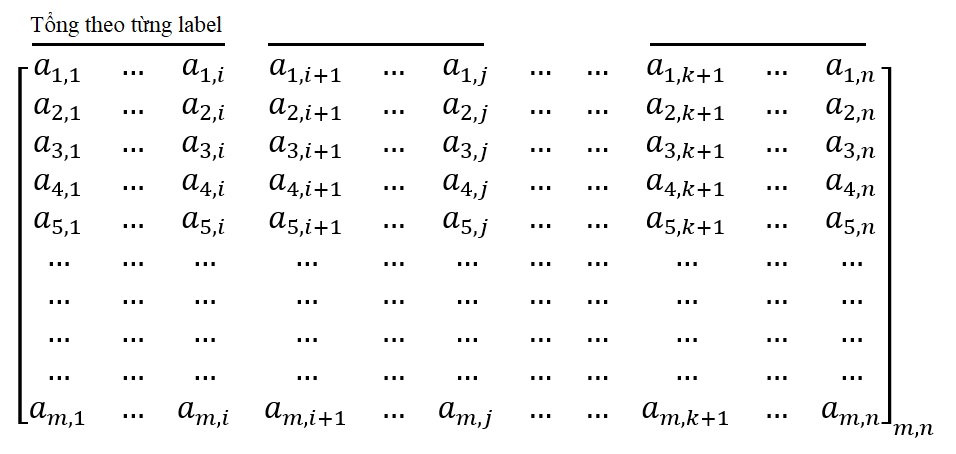 Tổng theo từng label
a1,1 ... a1,i a1,i+1 ... a1,j ... ... a1,k+1 ... a1,n
a2,1 ... a2,i a2,i+1 ... a2,j ... ... a2,k+1 ... a2,n
a3,1 ... a3,i a3,i+1 ... a3,j ... ... a3,k+1 ... a3,n
a4,1 ... a4,i a4,i+1 ... a4,j ... ... a4,k+1 ... a4,n
a5,1 ... a5,i a5,i+1 ... a5,j ... ... a5,k+1 ... a5,n
... ... ... ... ... ... ... ... ... ... ...
... ... ... ... ... ... ... ... ... ... ...
... ... ... ... ... ... ... ... ... ... ...
... ... ... ... ... ... ... ... ... ... ...
am,1 ... am,i am,i+1 ... am,j ... ... am,k+1 ... am,n m,n